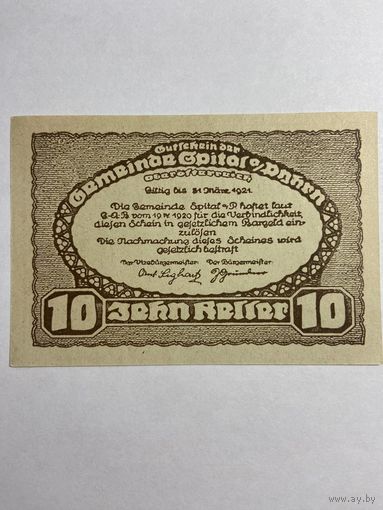 Gutschein der
Gemeinde Spital a/Pyhrn
Oberösterreich
Giltig bis 31 März 1921.
Die Gemeinde Spital a/P haftet laut
G-A-B vom 19 IV 1920 für die Verbindlichkeit
diesen Schein in gesetzlichem Bargeld ein-
zulösen
Die Nachmachung dieses Scheines wird
gesetzlich bestraft
Der Vizebürgermeister Der Bürgermeister
10 Zehn Heller 10
www.ay.by